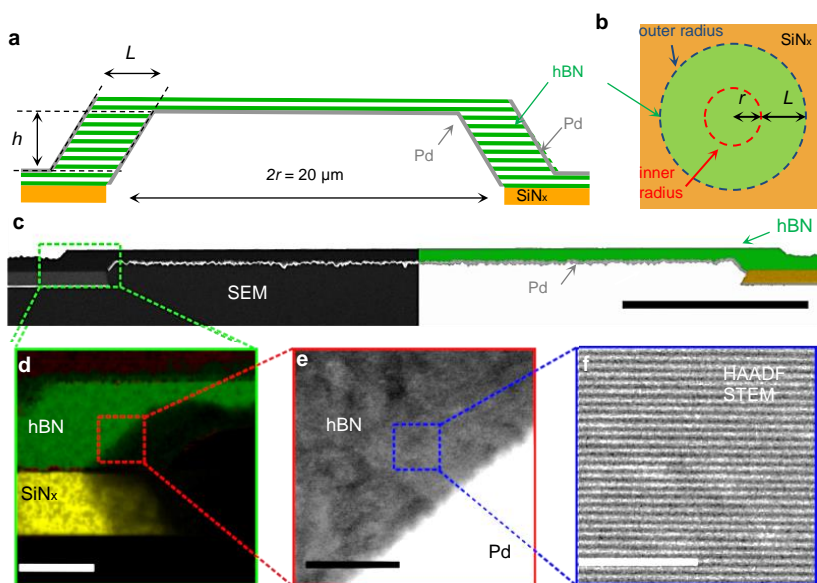 a
L
hBN
h
Pd
Pd
2r = 20 µm
SiNₓ
b
outer radius
SiNₓ
r
L
inner
radius
c
hBN
SEM
Pd
d
hBN
SiNₓ
e
hBN
Pd
f
HAADF
STEM